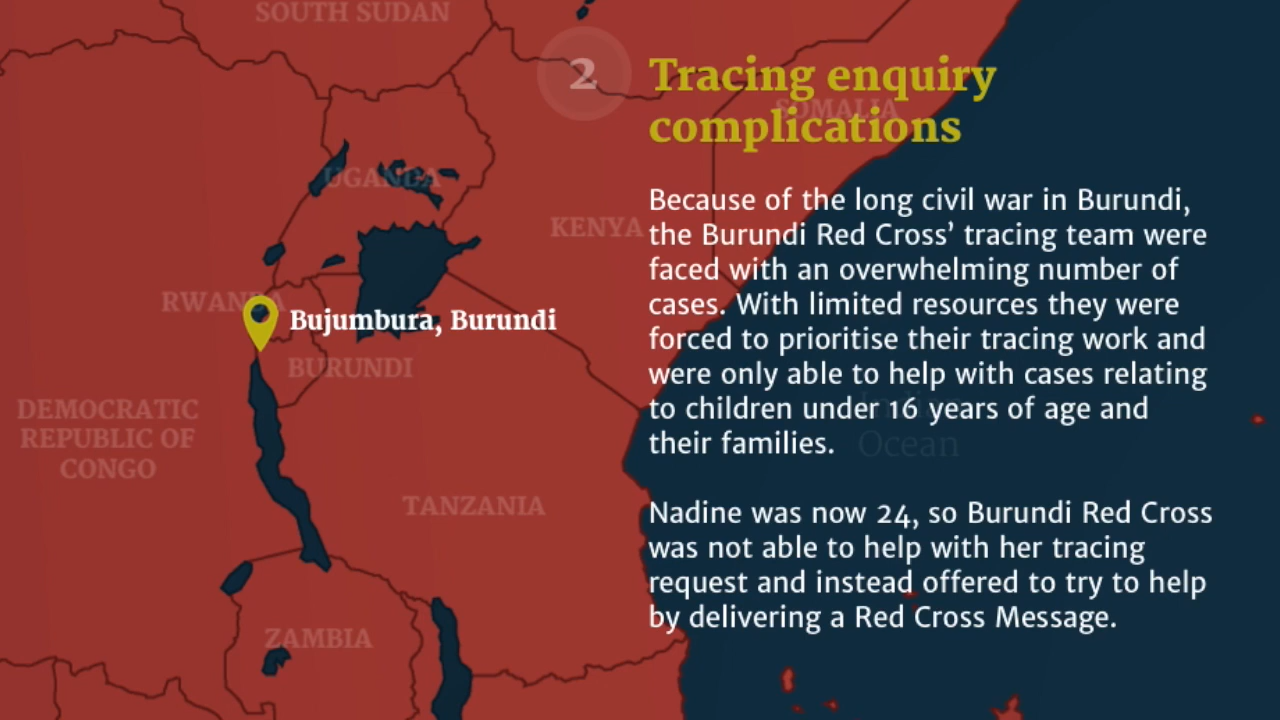 SOUTH SUDAN
2
Tracing enquiry
complications
SOMALIA
UGANDA
KENYA
RWANDA
Bujumbura, Burundi
BURUNDI
DEMOCRATIC
REPUBLIC OF
CONGO
TANZANIA
ZAMBIA
Indian
Ocean
Because of the long civil war in Burundi,
the Burundi Red Cross’ tracing team were
faced with an overwhelming number of
cases. With limited resources they were
forced to prioritise their tracing work and
were only able to help with cases relating
to children under 16 years of age and
their families.
Nadine was now 24, so Burundi Red Cross
was not able to help with her tracing
request and instead offered to try to help
by delivering a Red Cross Message.